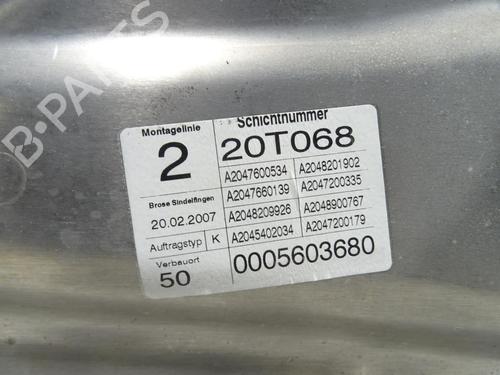 B-PARTS
Montagelinie
Schichtnummer
2
20T068
Brose Sindelfingen
A2047600534 A2048201902
A2047660139 A2047200335
20.02.2007
A2048209926 A2048900767
Auftragstyp K
A2045402034 A2047200179
Verbauort
50
0005603680